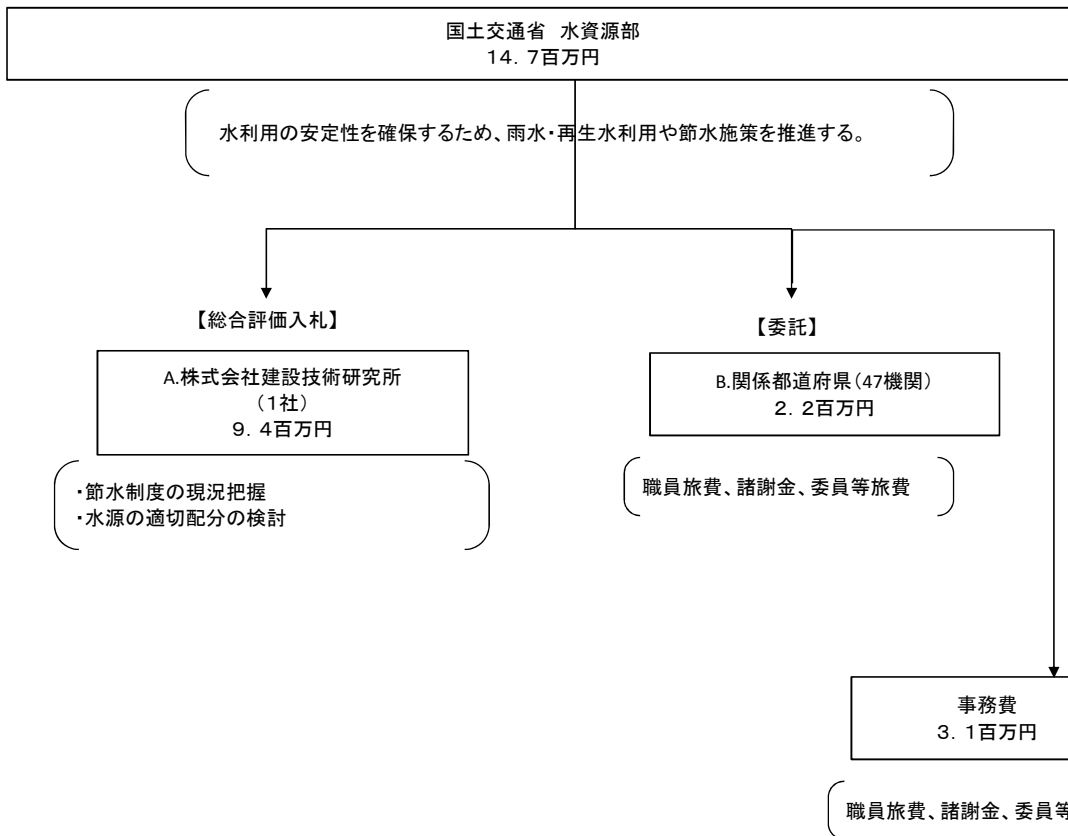 国土交通省　水資源部
１４．７百万円
水利用の安定性を確保するため、雨水・再生水利用や節水施策を推進する。
【総合評価入札】
【委託】
A.株式会社建設技術研究所
（１社）
９．４百万円
B.関係都道府県（47機関）
２．２百万円
・節水制度の現況把握
・水源の適切配分の検討
職員旅費、諸謝金、委員等旅費
事務費
３．１百万円
職員旅費、諸謝金、委員等